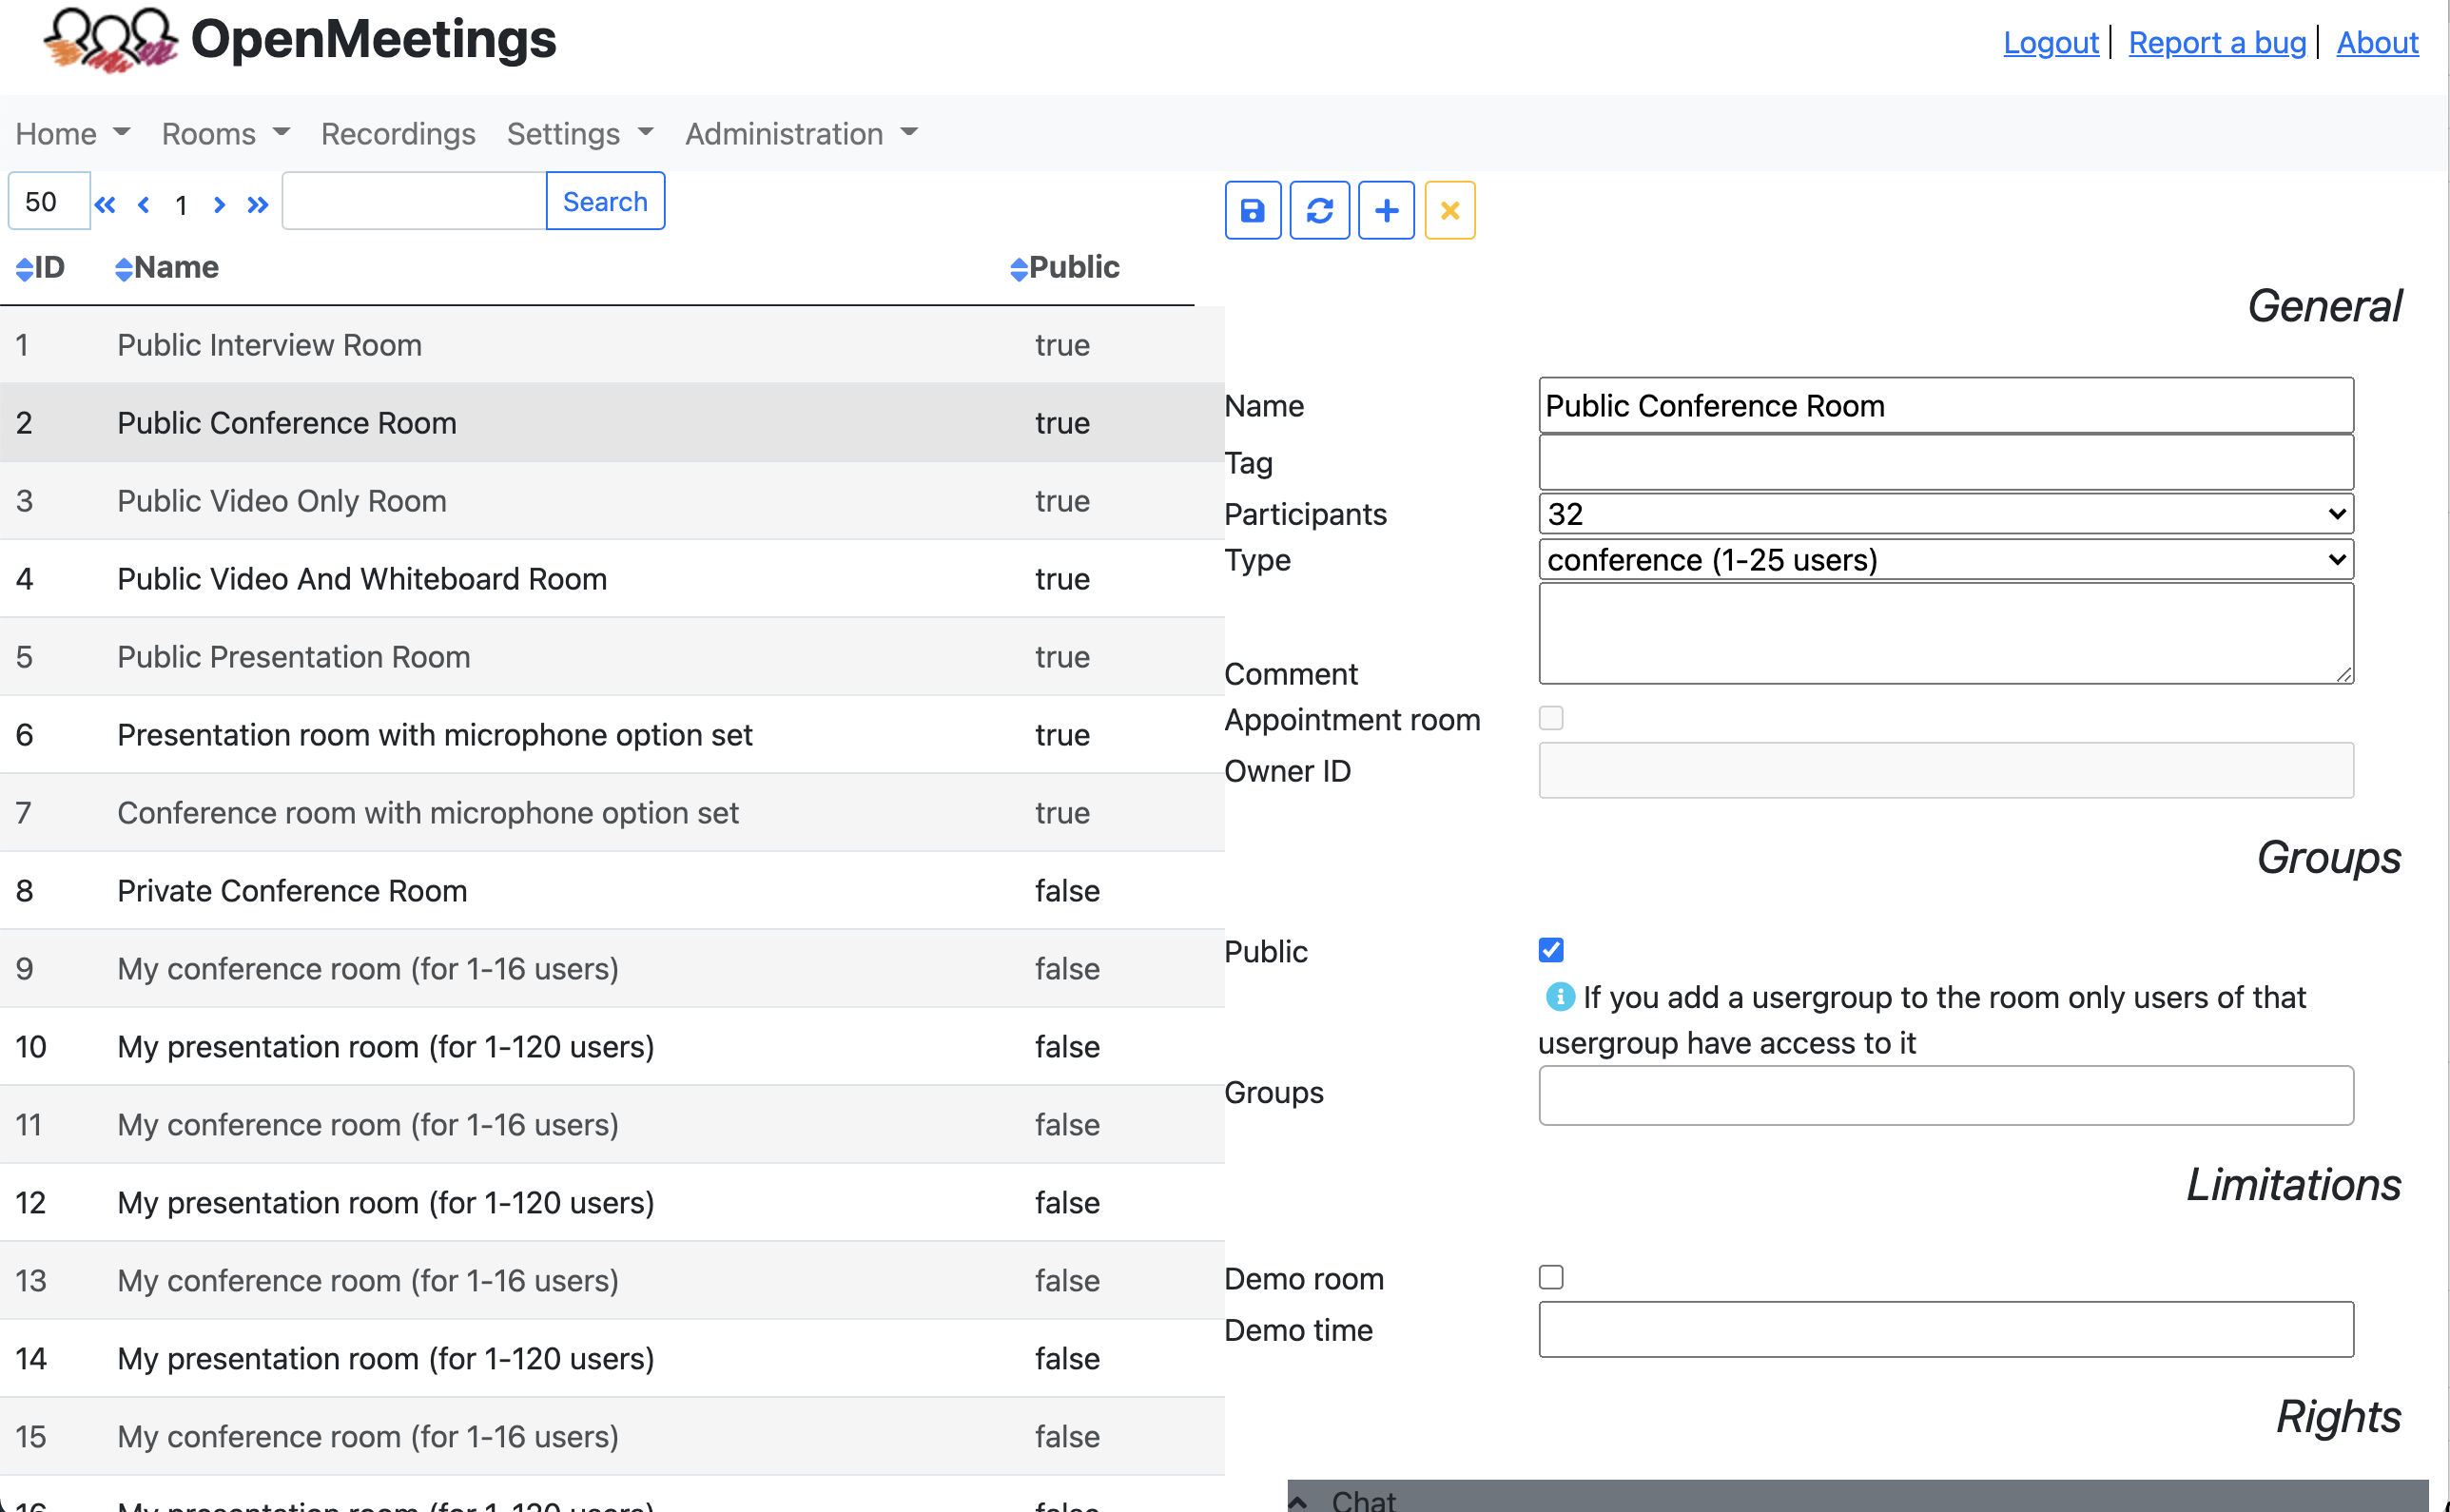 OpenMeetings
Logout Report a bug About
Home Rooms Recordings Settings Administration
50 1 Search
ID Name Public
1 Public Interview Room true
2 Public Conference Room true
3 Public Video Only Room true
4 Public Video And Whiteboard Room true
5 Public Presentation Room true
6 Presentation room with microphone option set true
7 Conference room with microphone option set true
8 Private Conference Room false
9 My conference room (for 1-16 users) false
10 My presentation room (for 1-120 users) false
11 My conference room (for 1-16 users) false
12 My presentation room (for 1-120 users) false
13 My conference room (for 1-16 users) false
14 My presentation room (for 1-120 users) false
15 My conference room (for 1-16 users) false
16 My presentation room (for 1-120 users) false
General
Name Public Conference Room
Tag
Participants 32
Type conference (1-25 users)
Comment
Appointment room
Owner ID
Groups
Public
If you add a usergroup to the room only users of that
usergroup have access to it
Groups
Limitations
Demo room
Demo time
Rights
Chat